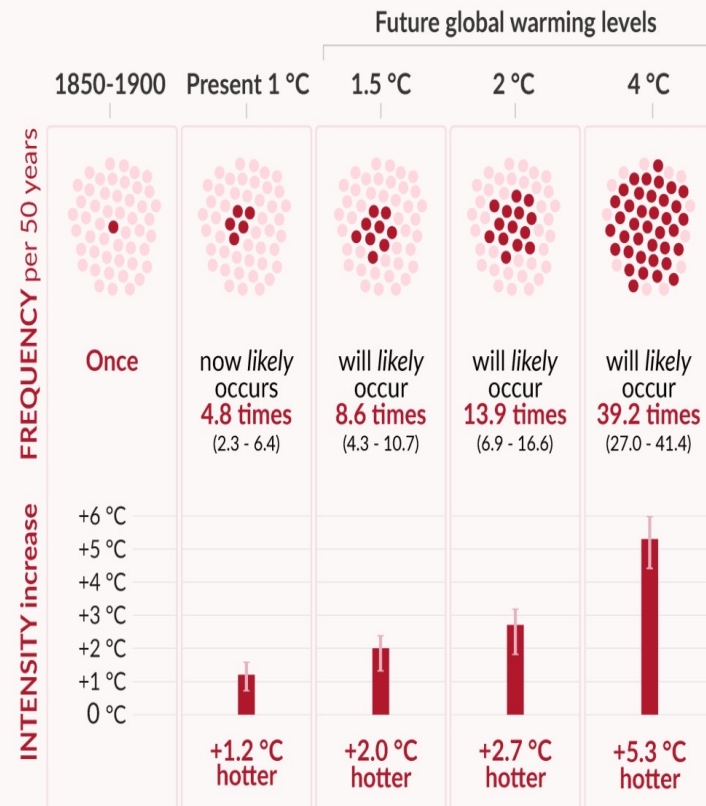 Future global warming levels
1850-1900 Present 1 °C 1.5 °C 2 °C 4 °C
FREQUENCY per 50 years
Once
now likely
occurs
4.8 times
(2.3 - 6.4)
will likely
occur
8.6 times
(4.3 - 10.7)
will likely
occur
13.9 times
(6.9 - 16.6)
will likely
occur
39.2 times
(27.0 - 41.4)
INTENSITY increase
+6 °C
+5 °C
+4 °C
+3 °C
+2 °C
+1 °C
0 °C
+1.2 °C
hotter
+2.0 °C
hotter
+2.7 °C
hotter
+5.3 °C
hotter